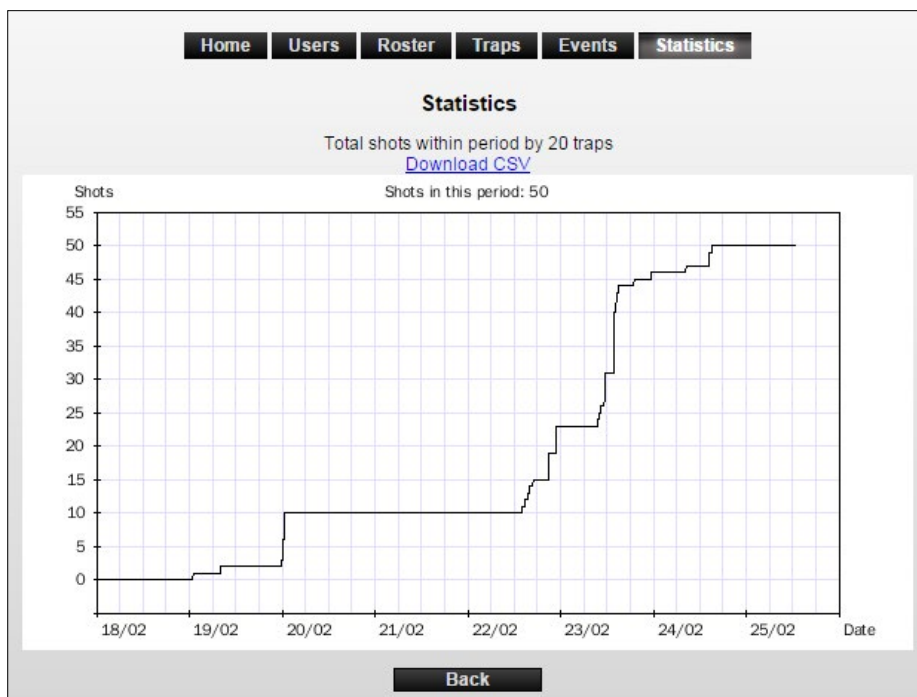 Home Users Roster Traps Events Statistics
Statistics
Total shots within period by 20 traps
Download CSV
Shots Shots in this period: 50
55
50
45
40
35
30
25
20
15
10
5
0
18/02 19/02 20/02 21/02 22/02 23/02 24/02 25/02 Date
Back